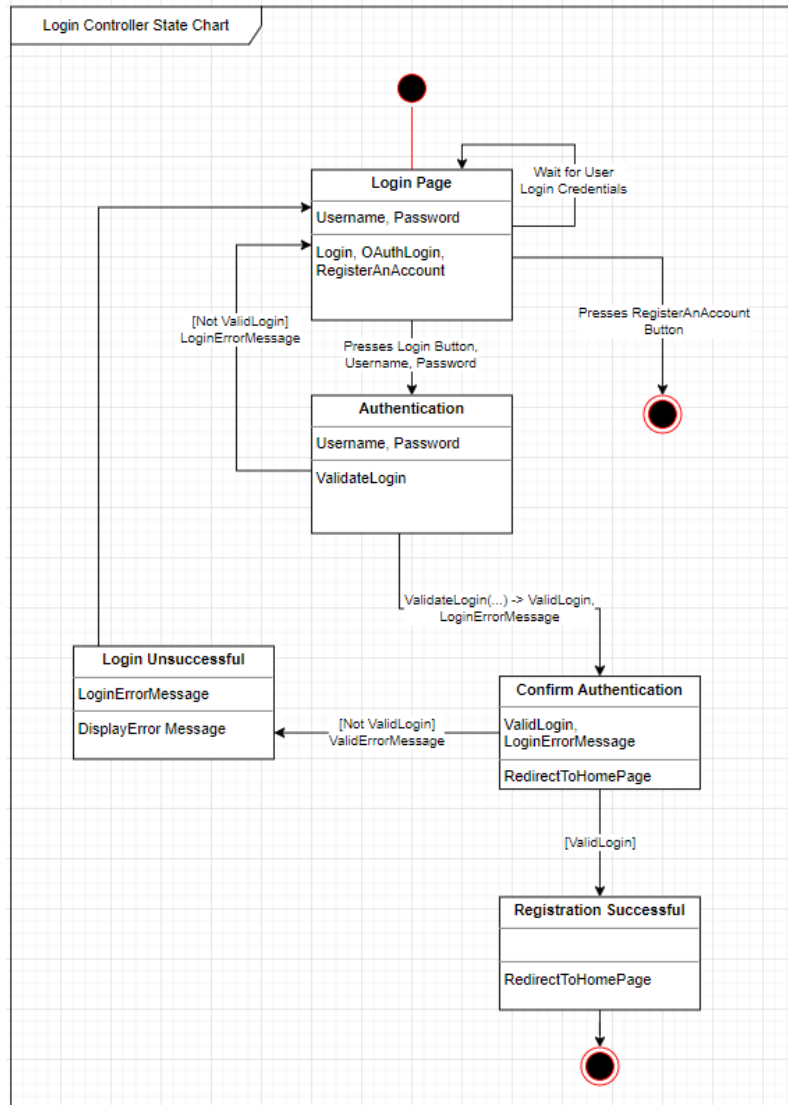 Login Controller State Chart
Login Page
Wait for User
Login Credentials
Username, Password
Login, OAuthLogin,
RegisterAnAccount
[Not ValidLogin]
LoginErrorMessage
Presses RegisterAnAccount
Button
Presses Login Button,
Username, Password
Authentication
Username, Password
ValidateLogin
ValidateLogin(...) -> ValidLogin,
LoginErrorMessage
Login Unsuccessful
LoginErrorMessage
DisplayError Message
[Not ValidLogin]
ValidErrorMessage
Confirm Authentication
ValidLogin,
LoginErrorMessage
RedirectToHomePage
[ValidLogin]
Registration Successful
RedirectToHomePage